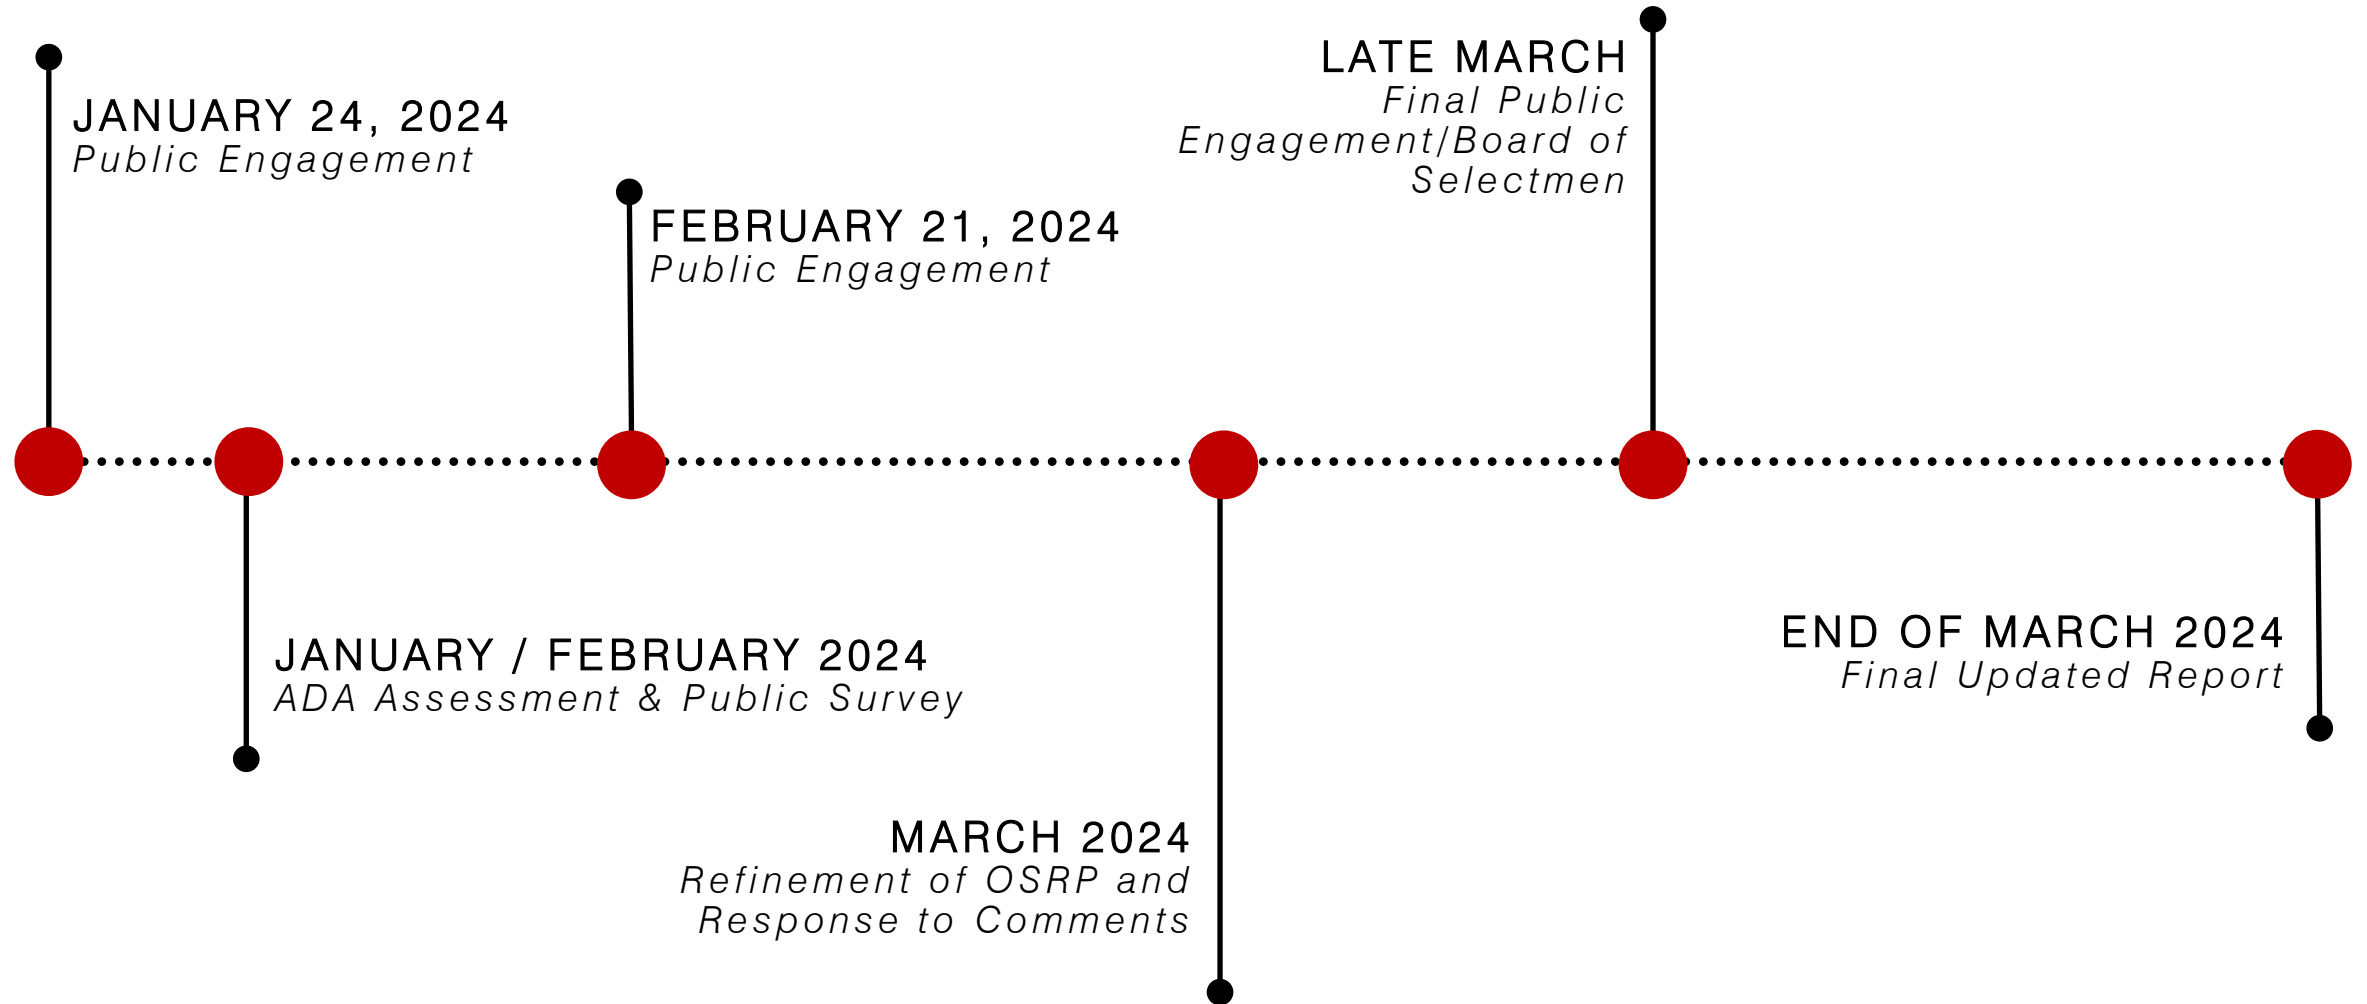 JANUARY 24, 2024
Public Engagement
JANUARY / FEBRUARY 2024
ADA Assessment & Public Survey
FEBRUARY 21, 2024
Public Engagement
MARCH 2024
Refinement of OSRP and
Response to Comments
LATE MARCH
Final Public
Engagement/Board of
Selectmen
END OF MARCH 2024
Final Updated Report